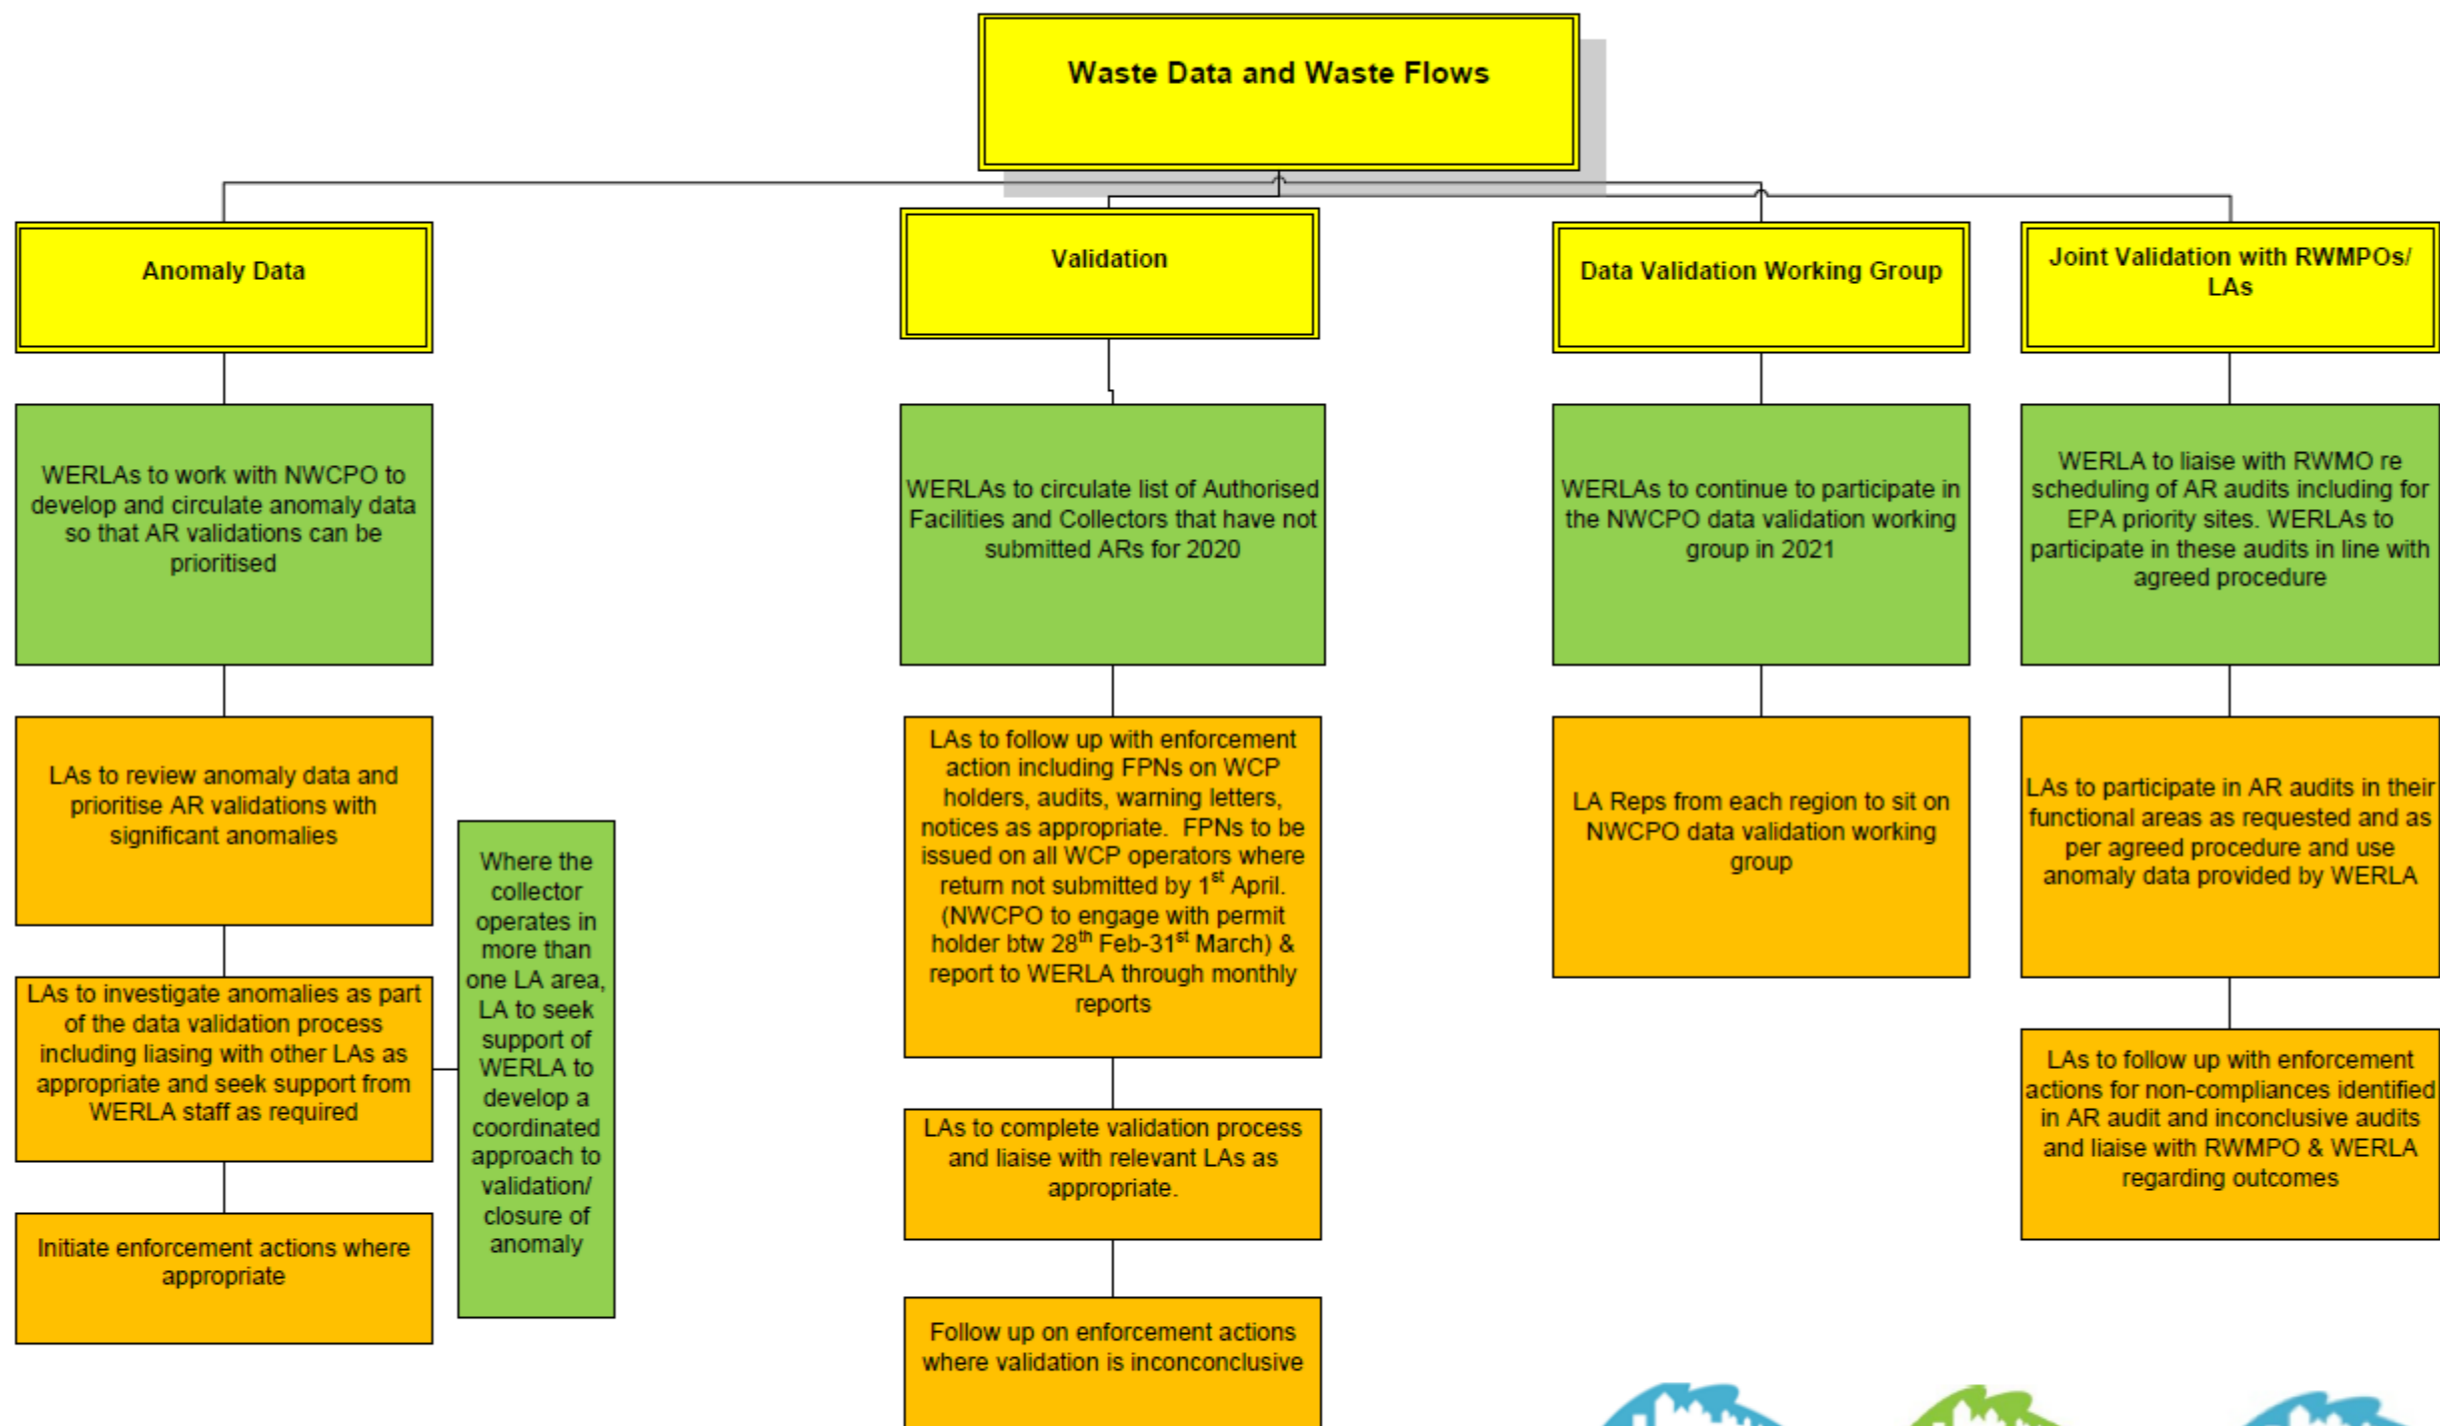 Waste Data and Waste Flows
Anomaly Data
WERLAs to work with NWCPO to
develop and circulate anomaly data
so that AR validations can be
prioritised
LAs to review anomaly data and
prioritise AR validations with
significant anomalies
LAs to investigate anomalies as part
of the data validation process
including liasing with other LAs as
appropriate and seek support from
WERLA staff as required
Where the
collector
operates in
more than
one LA area,
LA to seek
support of
WERLA to
develop a
coordinated
approach to
validation/
closure of
anomaly
Initiate enforcement actions where
appropriate
Validation
WERLAs to circulate list of Authorised
Facilities and Collectors that have not
submitted ARs for 2020
LAs to follow up with enforcement
action including FPNs on WCP
holders, audits, warning letters,
notices as appropriate.  FPNs to be
issued on all WCP operators where
return not submitted by 1st April.
(NWCPO to engage with permit
holder btw 28th Feb-31st March) &
report to WERLA through monthly
reports
LAs to complete validation process
and liaise with relevant LAs as
appropriate.
Follow up on enforcement actions
where validation is inconconclusive
Data Validation Working Group
WERLAs to continue to participate in
the NWCPO data validation working
group in 2021
LA Reps from each region to sit on
NWCPO data validation working
group
Joint Validation with RWMPOs/
LAs
WERLA to liaise with RWMO re
scheduling of AR audits including for
EPA priority sites. WERLAs to
participate in these audits in line with
agreed procedure
LAs to participate in AR audits in their
functional areas as requested and as
per agreed procedure and use
anomaly data provided by WERLA
LAs to follow up with enforcement
actions for non-compliances identified
in AR audit and inconclusive audits
and liaise with RWMPO & WERLA
regarding outcomes